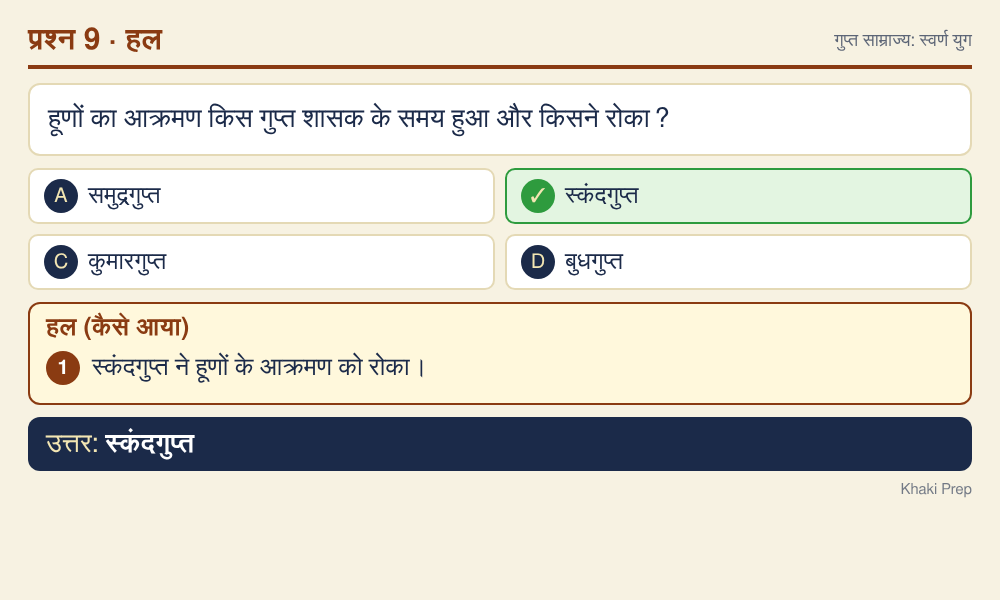 प्रश्न 9 · हल
गुप्त साम्राज्य: स्वर्ण युग
हूणों का आक्रमण किस गुप्त शासक के समय हुआ और किसने रोका ?
A समुद्रगुप्त
✓ स्कंदगुप्त
C कुमारगुप्त
D बुधगुप्त
हल (कैसे आया)
1 स्कंदगुप्त ने हूणों के आक्रमण को रोका।
उत्तर: स्कंदगुप्त
Khaki Prep